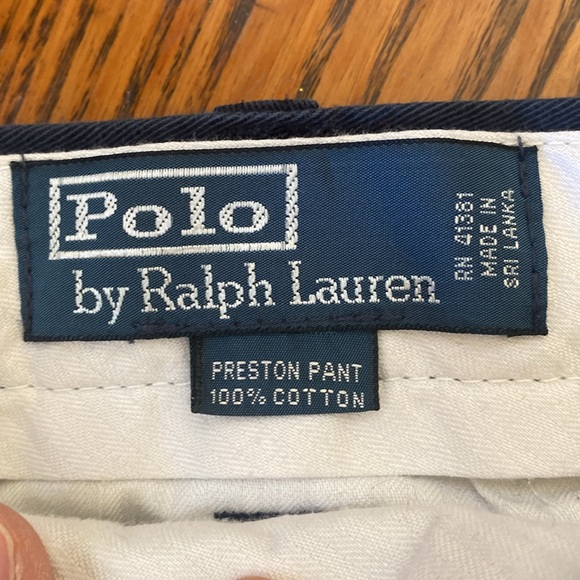 Polo
by Ralph Lauren
RN 41381
MADE IN
SRI LANKA
PRESTON PANT
100% COTTON